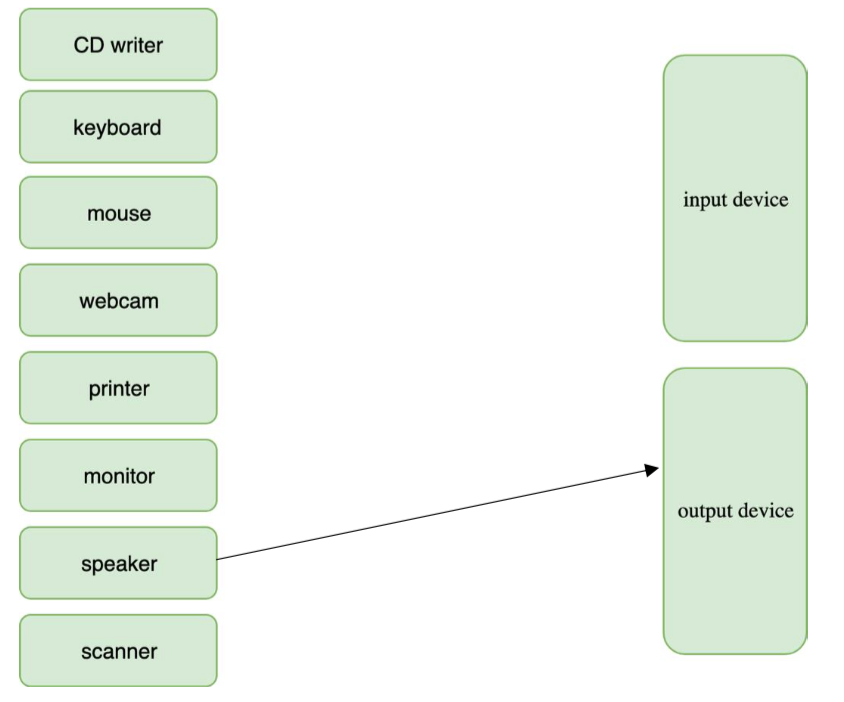 CD writer
keyboard
mouse
webcam
printer
monitor
speaker
scanner
input device
output device